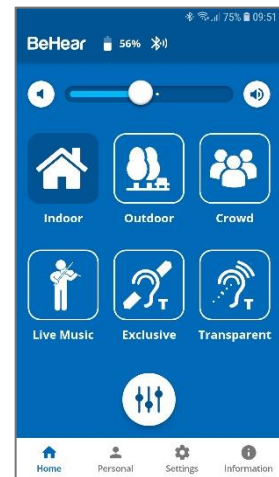 75% 09:51
BeHear 56%
Indoor Outdoor Crowd
T T
Live Music Exclusive Transparent
Home Personal Settings Information